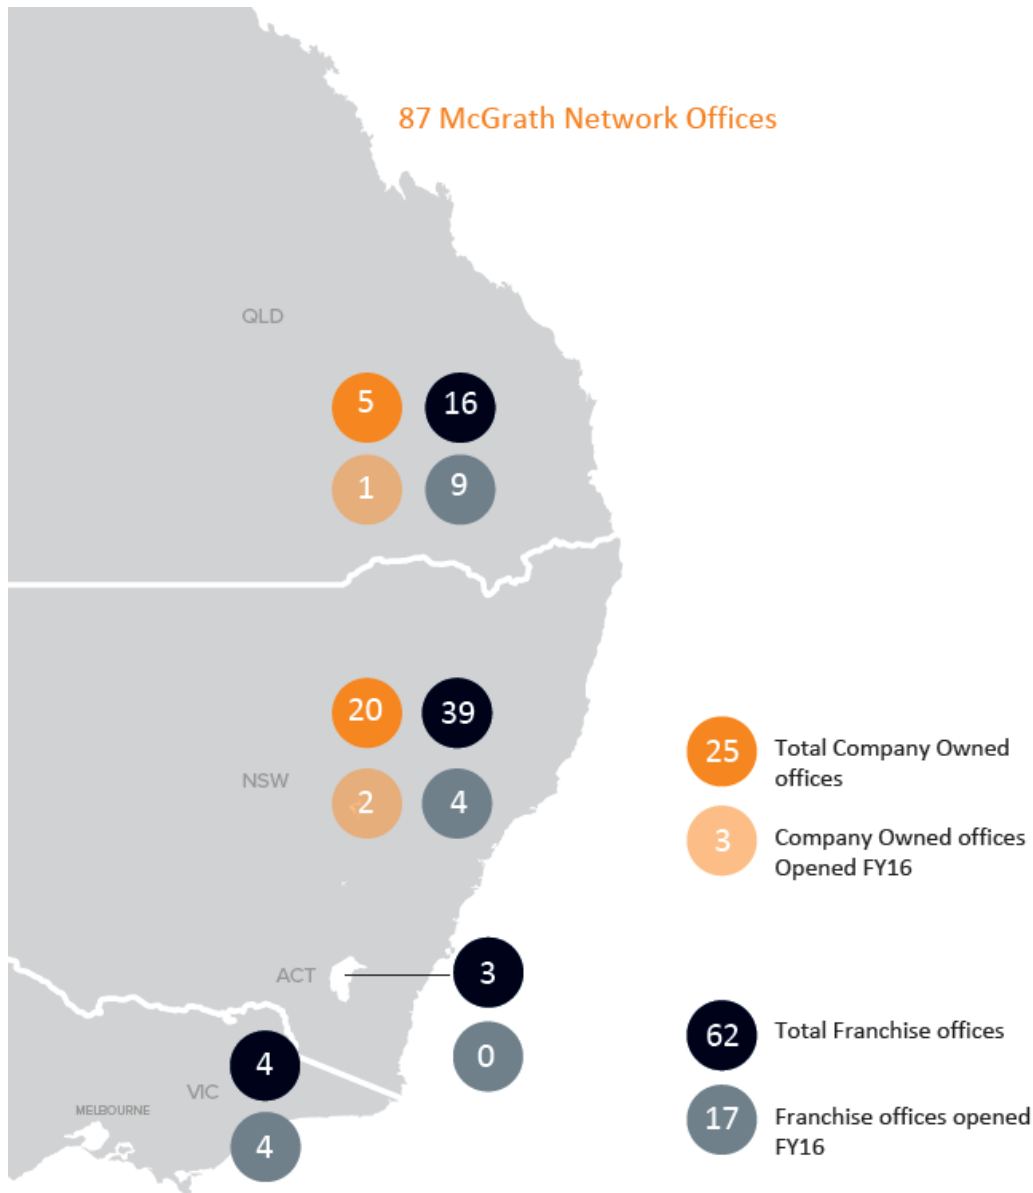 87 McGrath Network Offices
QLD
5 16
1 9
20 39
NSW
2 4
25 Total Company Owned
offices
3 Company Owned offices
Opened FY16
ACT
3
0
4
VIC
MELBOURNE
4
62 Total Franchise offices
17 Franchise offices opened
FY16